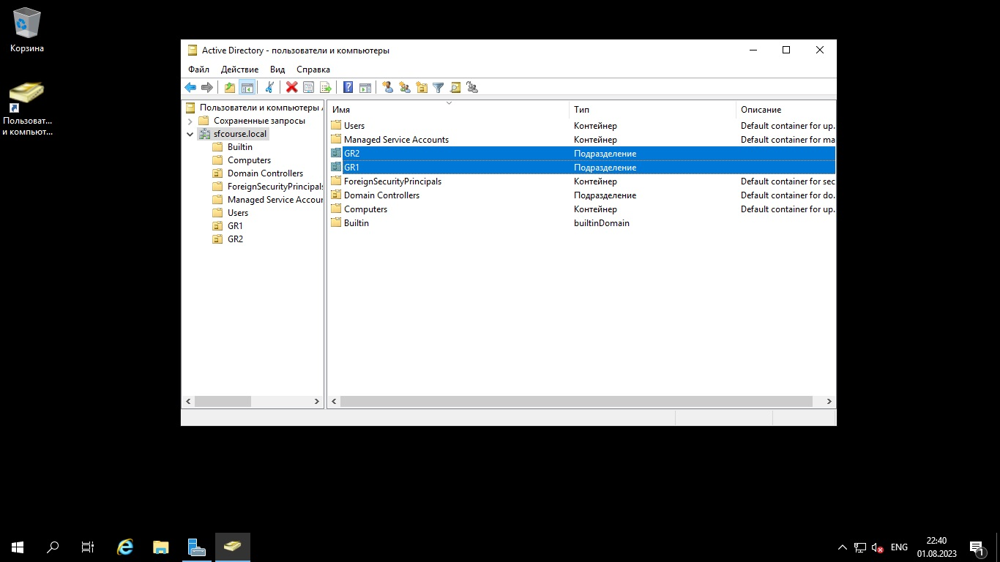 Корзина
Пользоват...
и компьют...
Active Directory - пользователи и компьютеры
Файл Действие Вид Справка
Пользователи и компьютеры
Сохраненные запросы
sfcourse.local
Builtin
Computers
Domain Controllers
ForeignSecurityPrincipals
Managed Service Accour
Users
GR1
GR2
Имя Тип Описание
Users Контейнер Default container for up...
Managed Service Accounts Контейнер Default container for ma
GR2 Подразделение
GR1 Подразделение
ForeignSecurityPrincipals Контейнер Default container for sec
Domain Controllers Подразделение Default container for do...
Computers Контейнер Default container for up...
Builtin builtinDomain
ENG
22:40
01.08.2023
1